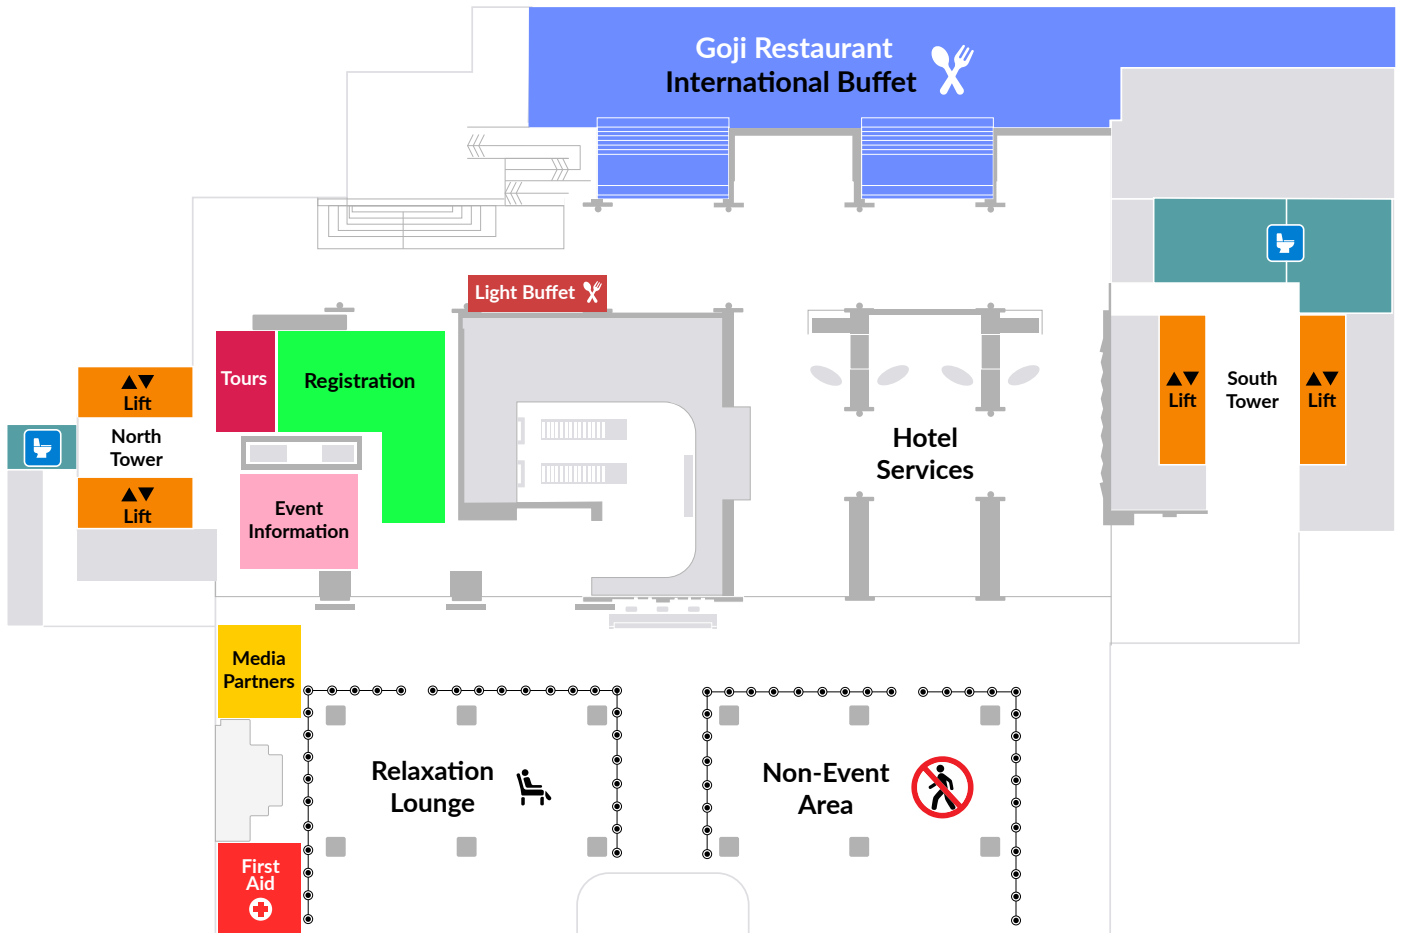 Goji Restaurant
International Buffet
Light Buffet
Tours
Registration
Lift
North
Tower
Lift
Event
Information
Hotel
Services
Lift
South
Tower
Lift
Media
Partners
Relaxation
Lounge
Non-Event
Area
First
Aid